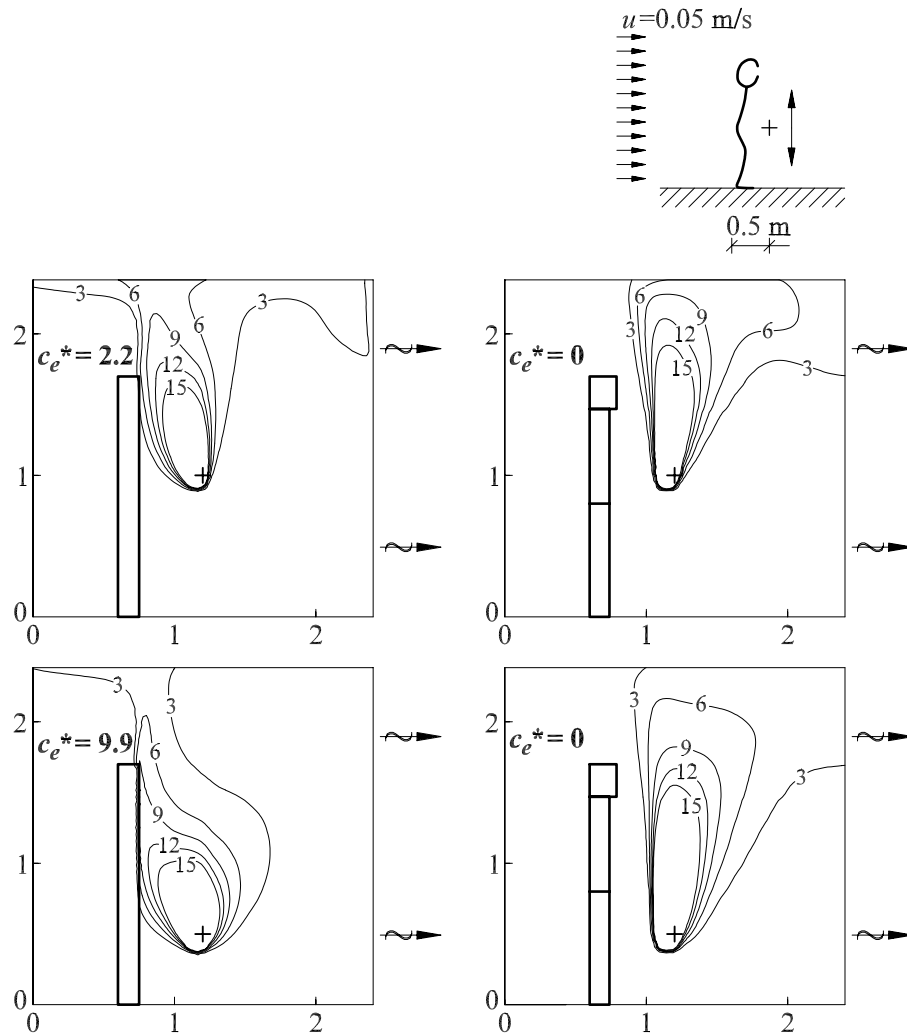 u=0.05 m/s
0.5 m
3 6 3
2 6
9
c_e*= 2.2 12
15
1
0
0 1 2
2 6 9
3 12 6
c_e*= 0 15 3
1
0
0 1 2
3
2 3
6
c_e*= 9.9
9
1 12
15
0
0 1 2
3 6
2
c_e*= 0 9
12 3
15
1
0
0 1 2